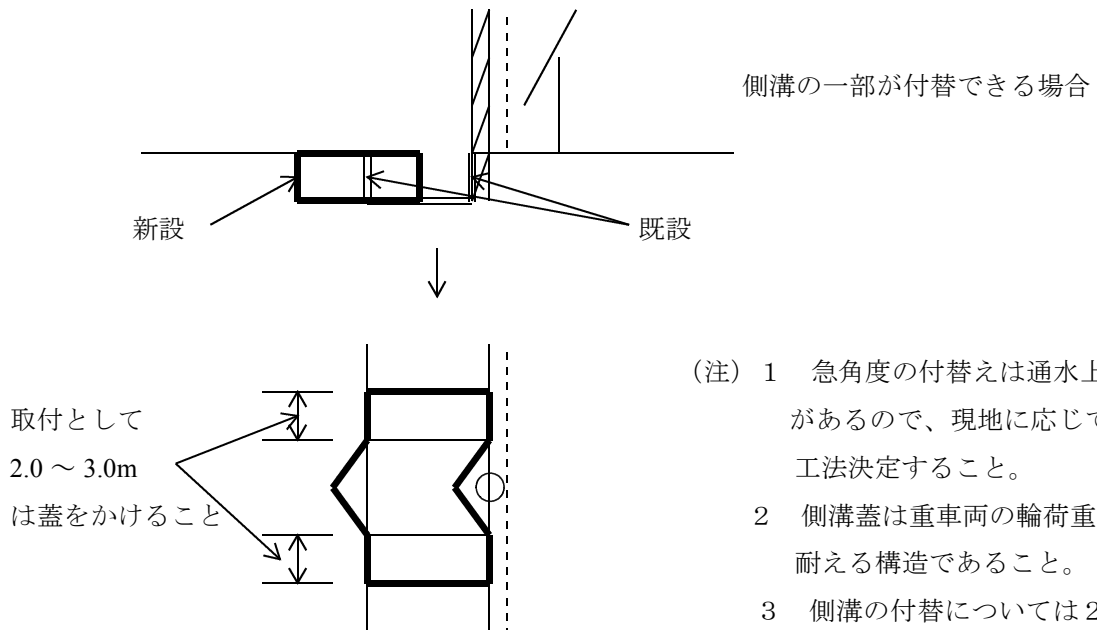 側溝の一部が付替できる場合
新設
既設
取付として
2.0 ～ 3.0m
は蓋をかけること
（注）１　急角度の付替えは通水上
があるので、現地に応じて
工法決定すること。
２　側溝蓋は重車両の輪荷重
耐える構造であること。
３　側溝の付替については２